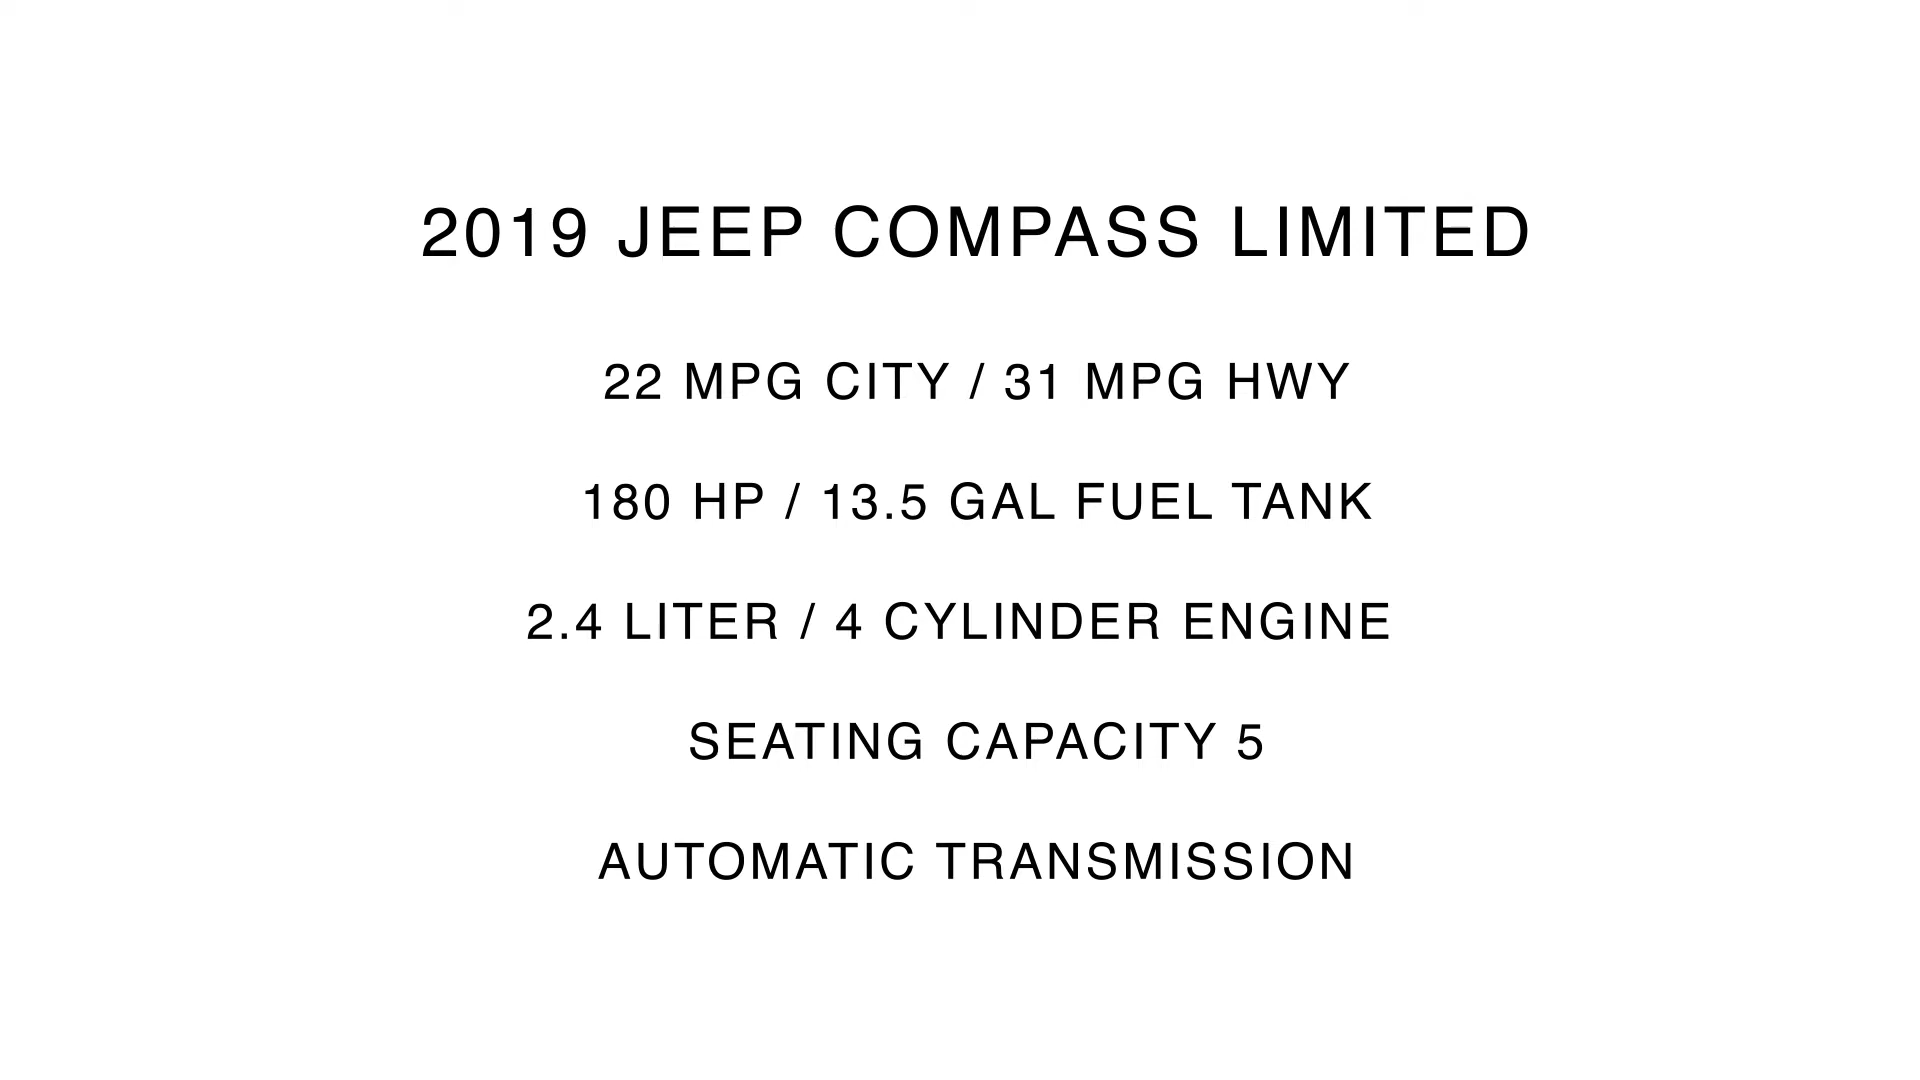 2019 JEEP COMPASS LIMITED
22 MPG CITY / 31 MPG HWY
180 HP / 13.5 GAL FUEL TANK
2.4 LITER / 4 CYLINDER ENGINE
SEATING CAPACITY 5
AUTOMATIC TRANSMISSION